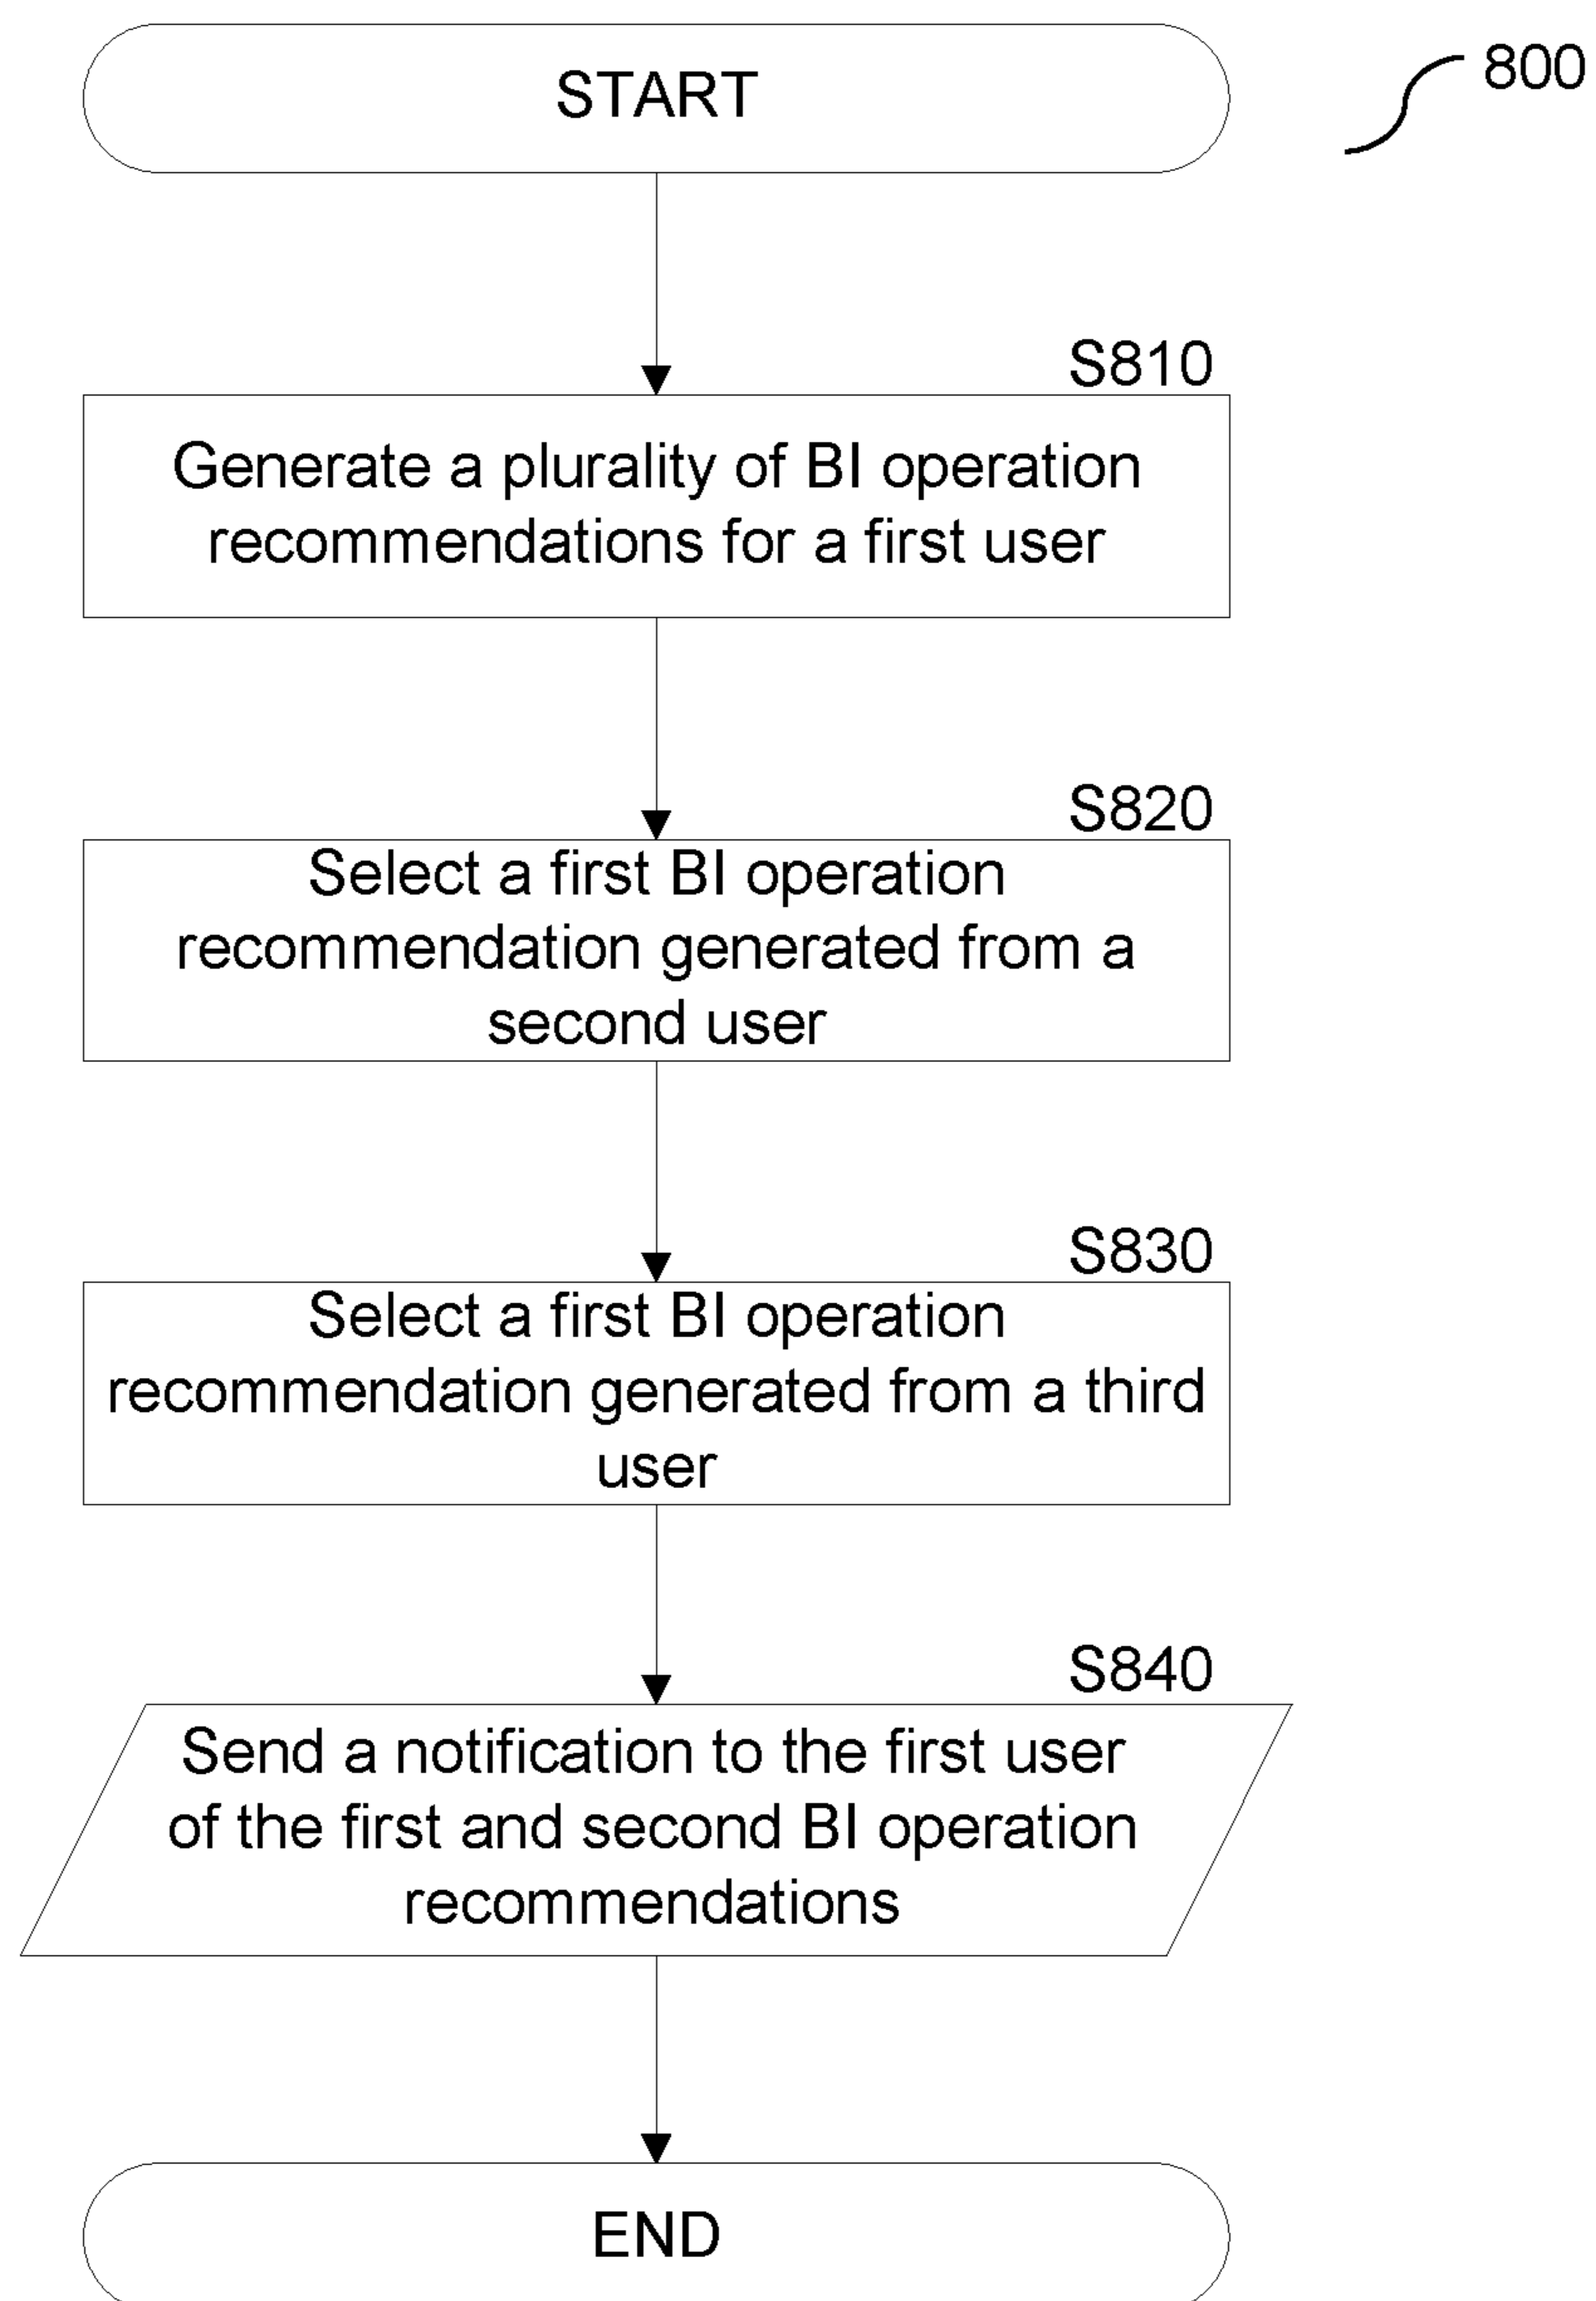 START
800
S810
Generate a plurality of BI operation
recommendations for a first user
S820
Select a first BI operation
recommendation generated from a
second user
S830
Select a first BI operation
recommendation generated from a third
user
S840
Send a notification to the first user
of the first and second BI operation
recommendations
END